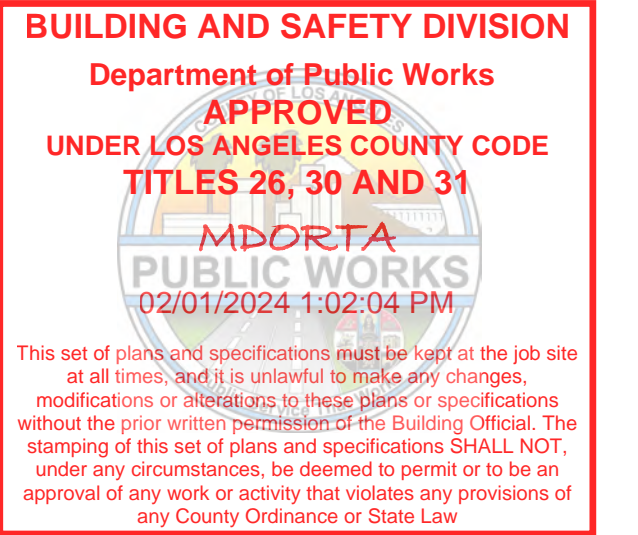 BUILDING AND SAFETY DIVISION
Department of Public Works
COUNTY OF LOS ANGELES
APPROVED
UNDER LOS ANGELES COUNTY CODE
TITLES 26, 30 AND 31
MDORTA
PUBLIC WORKS
02/01/2024 1:02:04 PM
This set of plans and specifications must be kept at the job site
at all times, and it is unlawful to make any changes,
modifications or alterations to these plans or specifications
without the prior written permission of the Building Official. The
stamping of this set of plans and specifications SHALL NOT,
under any circumstances, be deemed to permit or to be an
approval of any work or activity that violates any provisions of
any County Ordinance or State Law